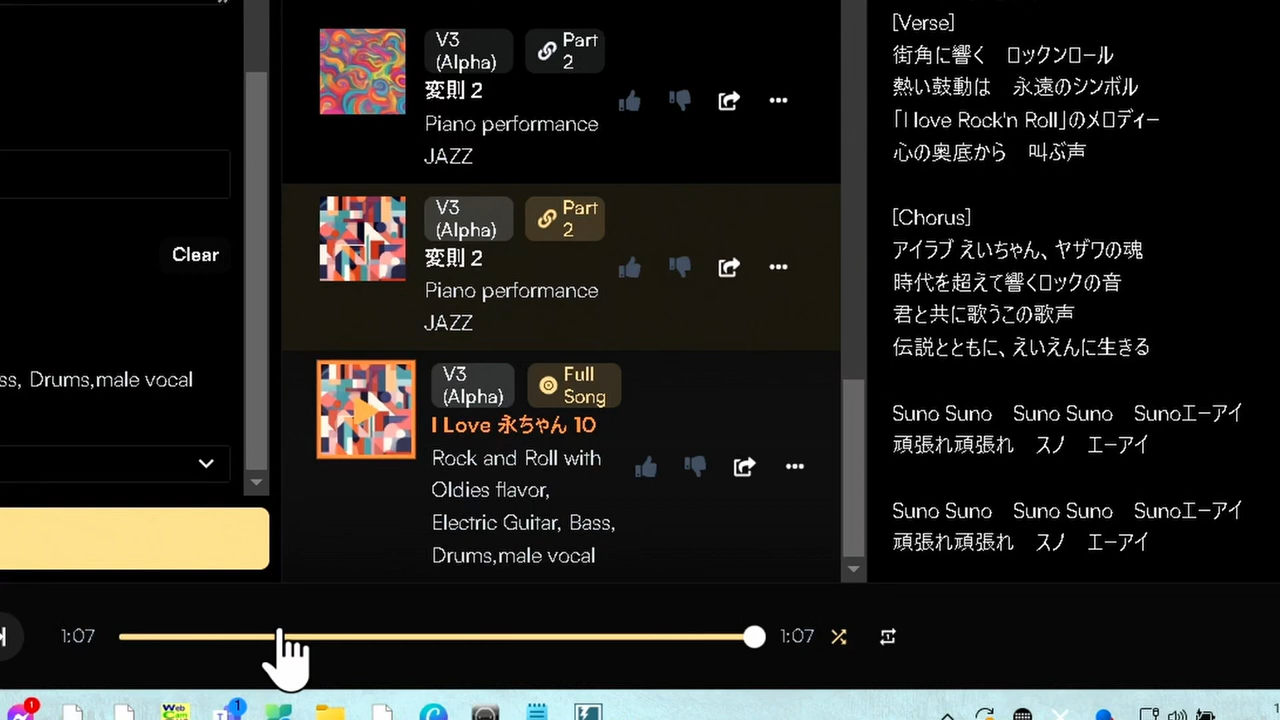 Clear
ss, Drums,male vocal
V3
(Alpha)
Part
2
変則 2
Piano performance
JAZZ
V3
(Alpha)
Part
2
変則 2
Piano performance
JAZZ
V3
(Alpha)
Full
Song
I Love 永ちゃん 10
Rock and Roll with
Oldies flavor,
Electric Guitar, Bass,
Drums,male vocal
[Verse]
街角に響く　ロックンロール
熱い鼓動は　永遠のシンボル
「I love Rock'n Roll」のメロディー
心の奥底から　叫ぶ声
[Chorus]
アイラブ えいちゃん、ヤザワの魂
時代を超えて響くロックの音
君と共に歌うこの歌声
伝説とともに、えいえんに生きる
Suno Suno　Suno Suno　Sunoエーアイ
頑張れ頑張れ　スノ　エーアイ
Suno Suno　Suno Suno　Sunoエーアイ
頑張れ頑張れ　スノ　エーアイ
1:07
1:07
1
Web
Cam
1